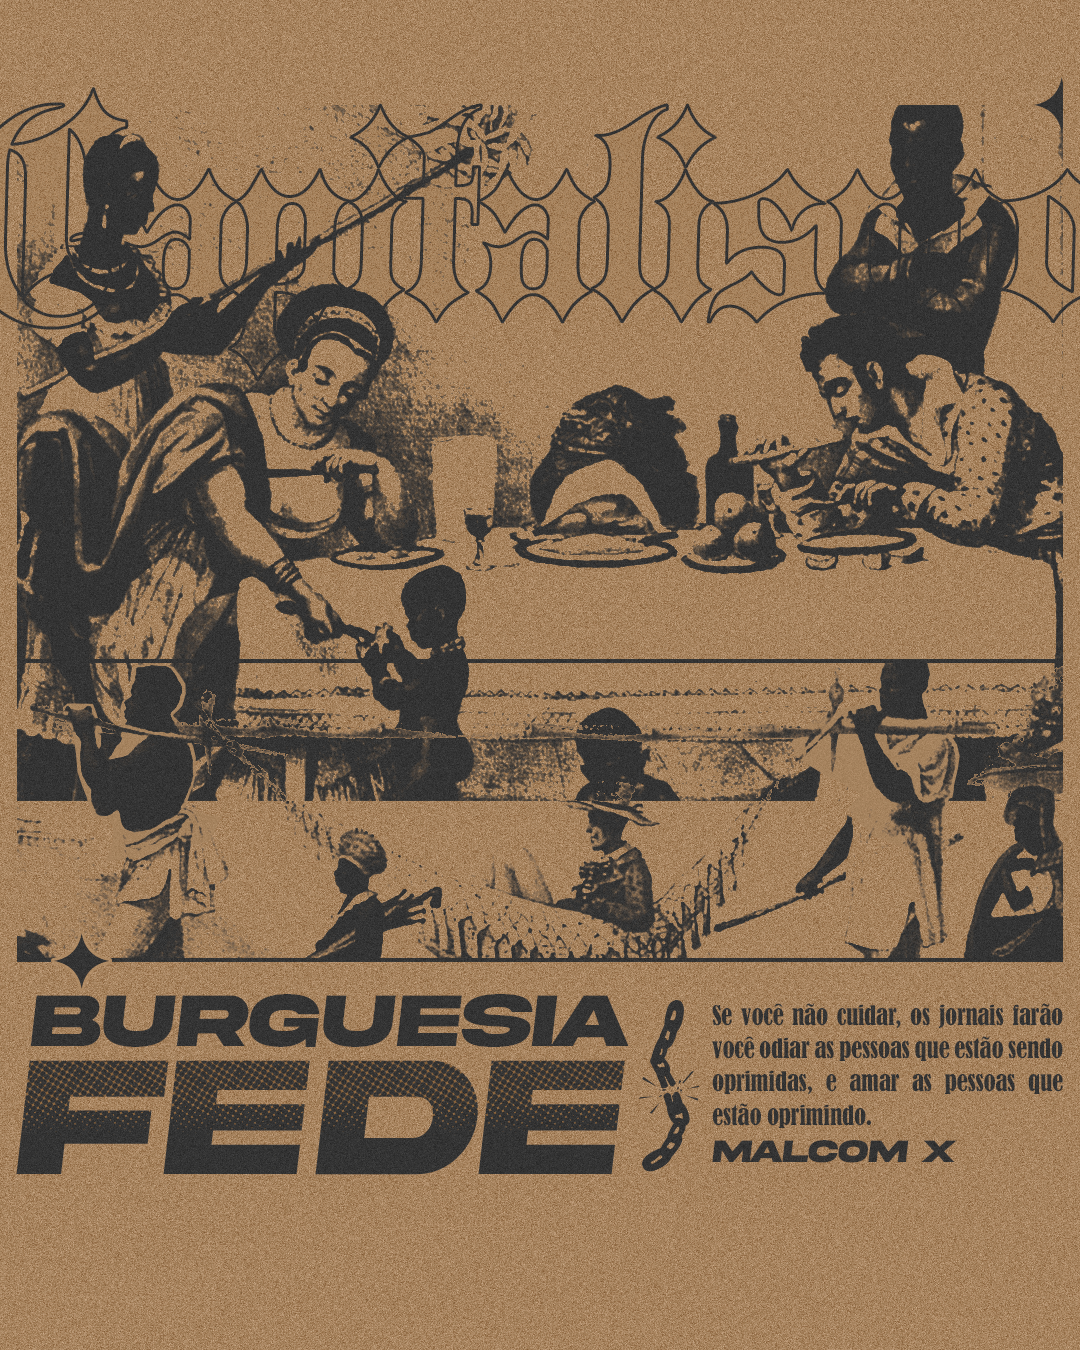 Capitalismo
BURGUESIA
FEDE
Se você não cuidar, os jornais farão
você odiar as pessoas que estão sendo
oprimidas, e amar as pessoas que
estão oprimindo.
MALCOM X